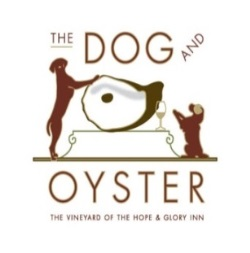 THE DOG AND
OYSTER
THE VINEYARD OF THE HOPE & GLORY INN